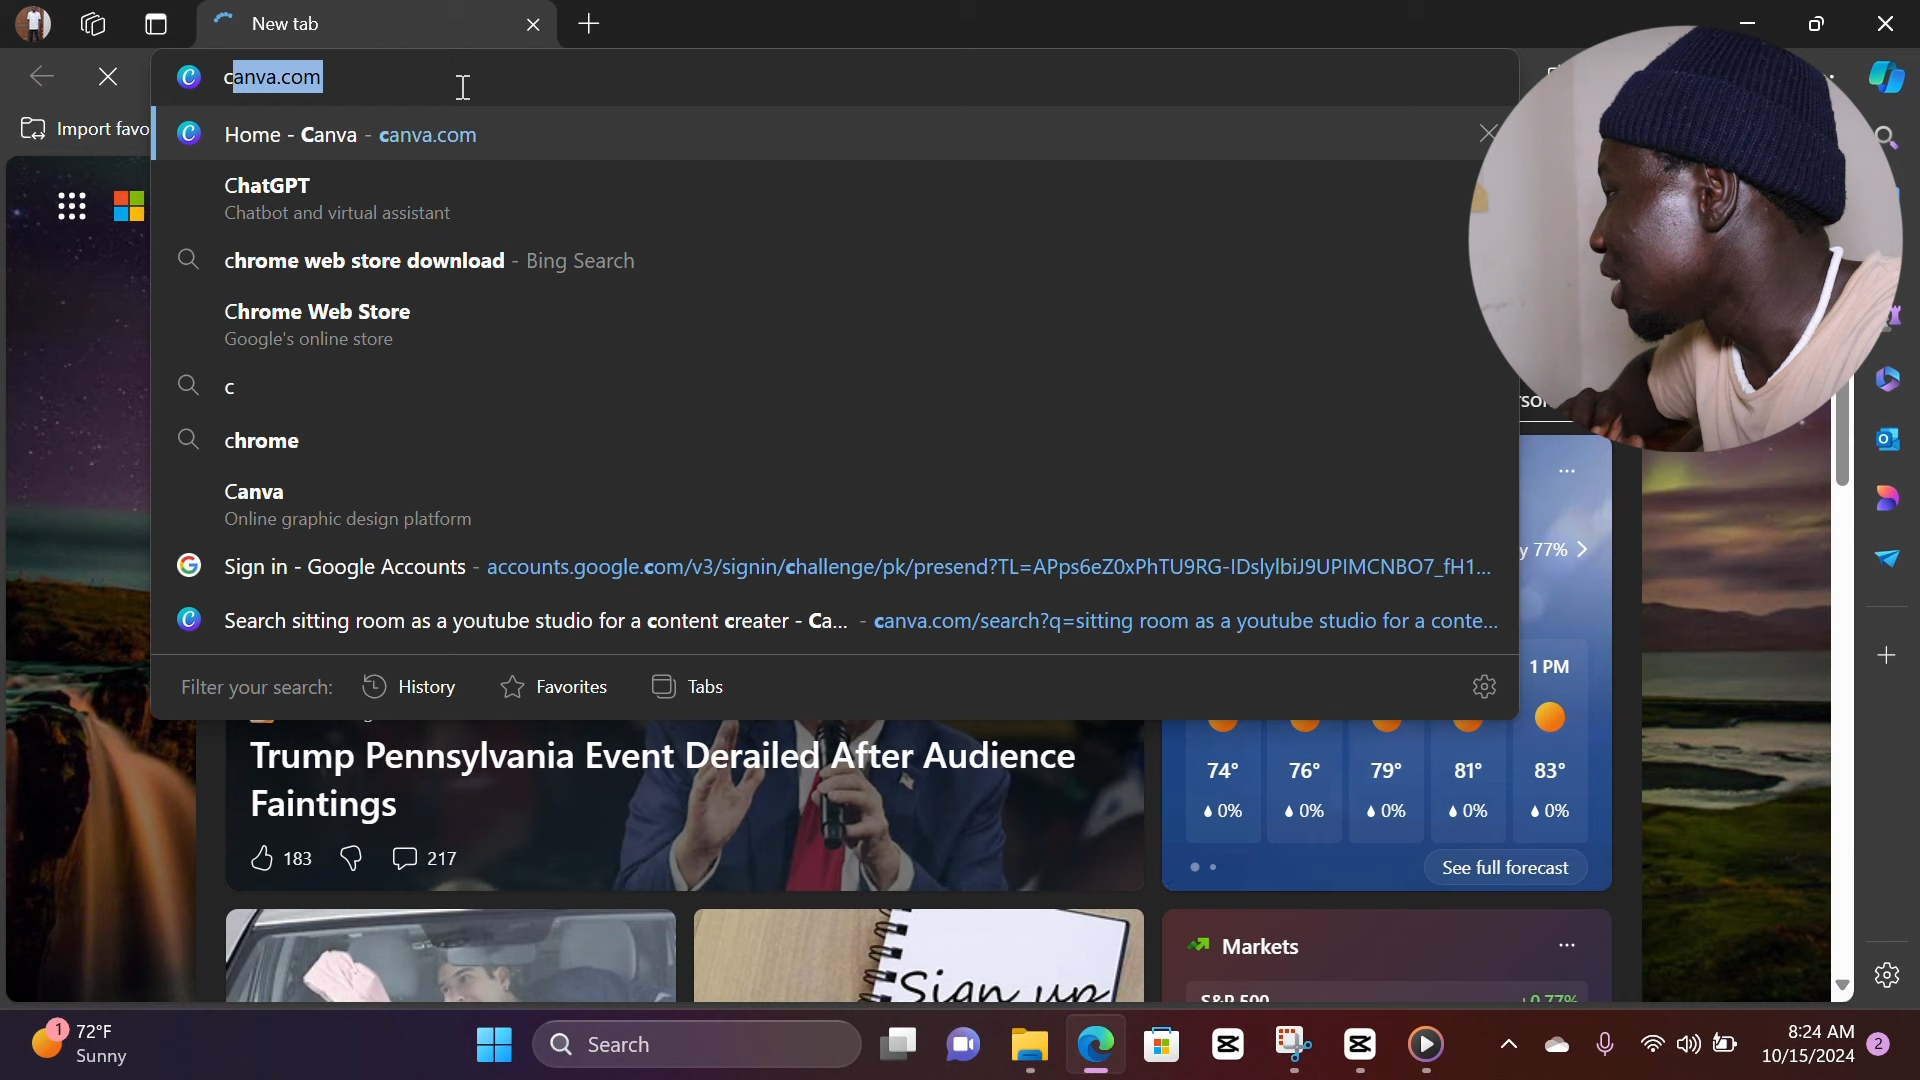 New tab
canva.com
Import favo
Home - Canva - canva.com
ChatGPT
Chatbot and virtual assistant
chrome web store download - Bing Search
Chrome Web Store
Google's online store
c
chrome
Canva
Online graphic design platform
Sign in - Google Accounts - accounts.google.com/v3/signin/challenge/pk/presend?TL=APps6eZ0xPhTU9RG-IDslylbiJ9UPIMCNBO7_fH1...
Search sitting room as a youtube studio for a content creater - Ca... - canva.com/search?q=sitting room as a youtube studio for a conte...
Filter your search: History Favorites Tabs
y 77%
1 PM
74° 76° 79° 81° 83°
0% 0% 0% 0% 0%
See full forecast
Trump Pennsylvania Event Derailed After Audience
Faintings
183 217
Sign up
Markets
S&P 500 +0.77%
1
72°F
Sunny
Search
8:24 AM
10/15/2024
2